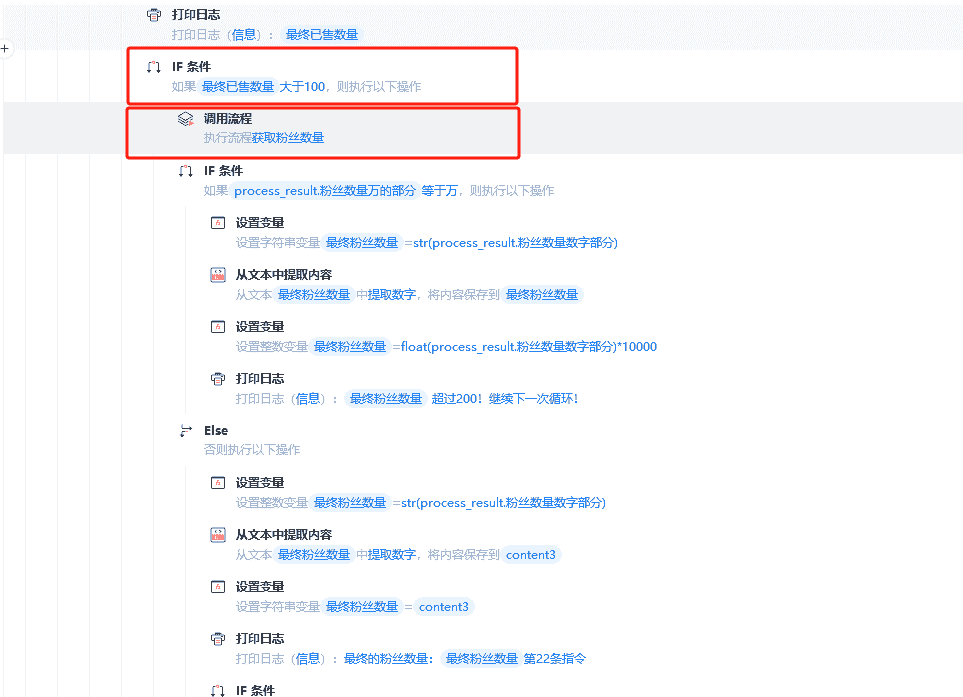 打印日志
打印日志（信息）： 最终已售数量
IF 条件
如果 最终已售数量 大于100，则执行以下操作
调用流程
执行流程获取粉丝数量
IF 条件
如果 process_result.粉丝数量万的部分 等于万，则执行以下操作
设置变量
设置字符串变量 最终粉丝数量 =str(process_result.粉丝数量数字部分)
从文本中提取内容
从文本 最终粉丝数量 中提取数字，将内容保存到 最终粉丝数量
设置变量
设置整数变量 最终粉丝数量 =float(process_result.粉丝数量数字部分)*10000
打印日志
打印日志（信息）： 最终粉丝数量 超过200！继续下一次循环！
Else
否则执行以下操作
设置变量
设置整数变量 最终粉丝数量 =str(process_result.粉丝数量数字部分)
从文本中提取内容
从文本 最终粉丝数量 中提取数字，将内容保存到 content3
设置变量
设置字符串变量 最终粉丝数量 = content3
打印日志
打印日志（信息）：最终的粉丝数量： 最终粉丝数量 第22条指令
IF 条件